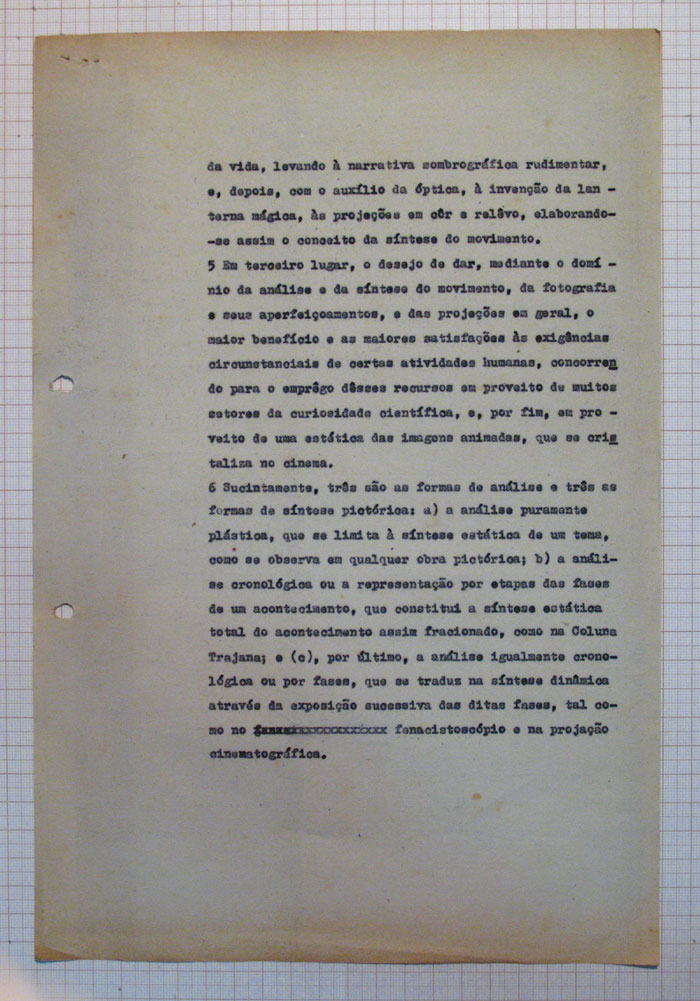 da vida, levando à narrativa sombrográfica rudimentar,
e, depois, com o auxílio da óptica, à invenção da lan -
terna mágica, às projeções em côr e relêvo, elaborando-
-se assim o conceito da síntese do movimento.
5 Em terceiro lugar, o desejo de dar, mediante o domí -
nio da análise e da síntese do movimento, da fotografia
e seus aperfeiçoamentos, e das projeções em geral, o
maior benefício e as maiores satisfações às exigências
circunstanciais de certas atividades humanas, concorren
do para o emprêgo dêsses recursos em proveito de muitos
setores da curiosidade científica, e, por fim, em pro -
veito de uma estética das imagens animadas, que se cris
taliza no cinema.
6 Sucintamente, três são as formas de análise e três as
formas de síntese pictórica: a) a análise puramente
plástica, que se limita à síntese estática de um tema,
como se observa em qualquer obra pictórica; b) a análi-
se cronológica ou a representação por etapas das fases
de um acontecimento, que constitui a síntese estática
total do acontecimento assim fracionado, como na Coluna
Trajana; e (c), por último, a análise igualmente crono-
lógica ou por fases, que se traduz na síntese dinâmica
através da exposição sucessiva das ditas fases, tal co-
mo no fenacistoscópio e na projação
cinematográfica.